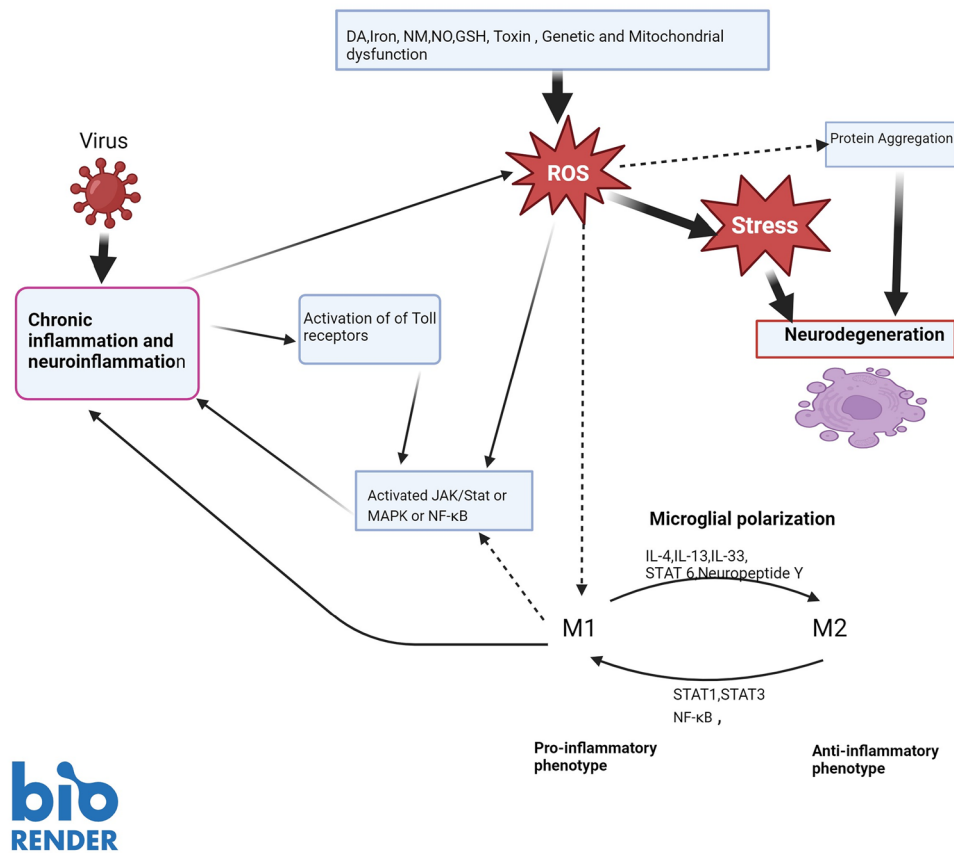 DA,Iron, NM,NO,GSH, Toxin , Genetic and Mitochondrial
dysfunction
Virus
ROS
Protein Aggregation
Stress
Chronic
inflammation and
neuroinflammation
Activation of of Toll
receptors
Neurodegeneration
Activated JAK/Stat or
MAPK or NF-κB
Microglial polarization
IL-4,IL-13,IL-33,
STAT 6,Neuropeptide Y
M1
M2
STAT1,STAT3
NF-κB ,
Pro-inflammatory
phenotype
Anti-inflammatory
phenotype
bio
RENDER